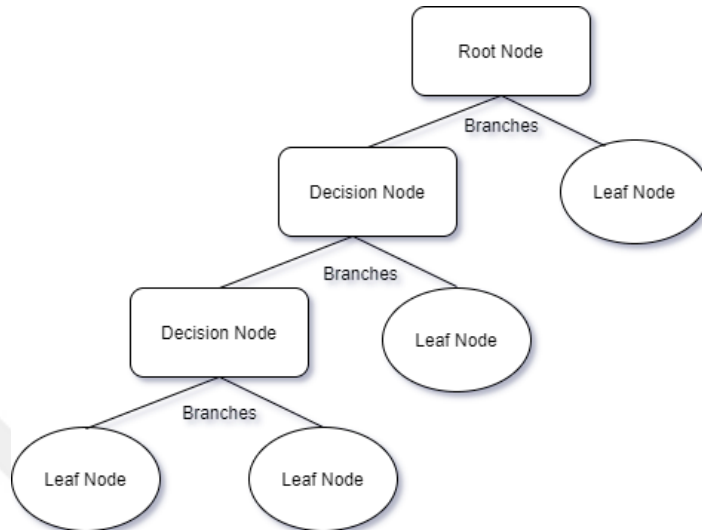 Root Node
Branches
Decision Node
Leaf Node
Branches
Decision Node
Leaf Node
Branches
Leaf Node
Leaf Node